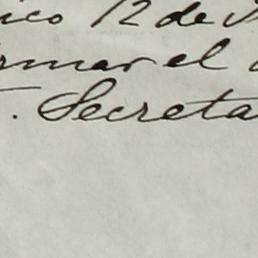 ico 12 de
rmar el
. Secreta